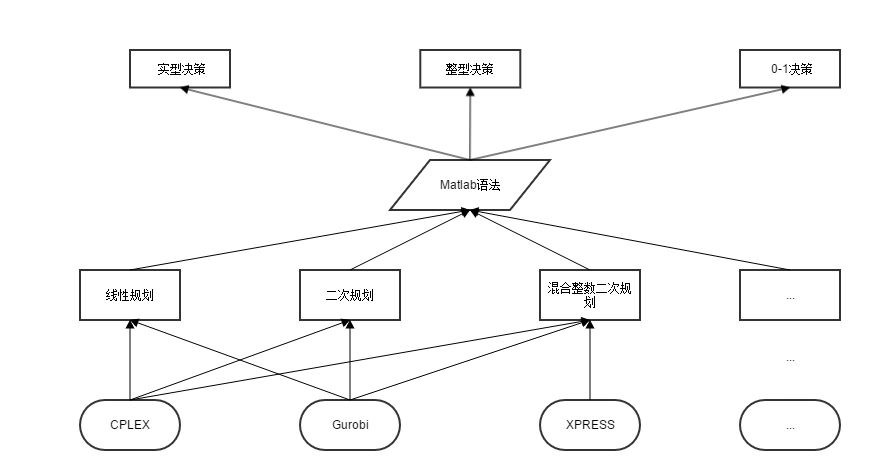 实型决策
整型决策
0-1决策
Matlab语法
线性规划
二次规划
混合整数二次规
划
...
...
CPLEX
Gurobi
XPRESS
...